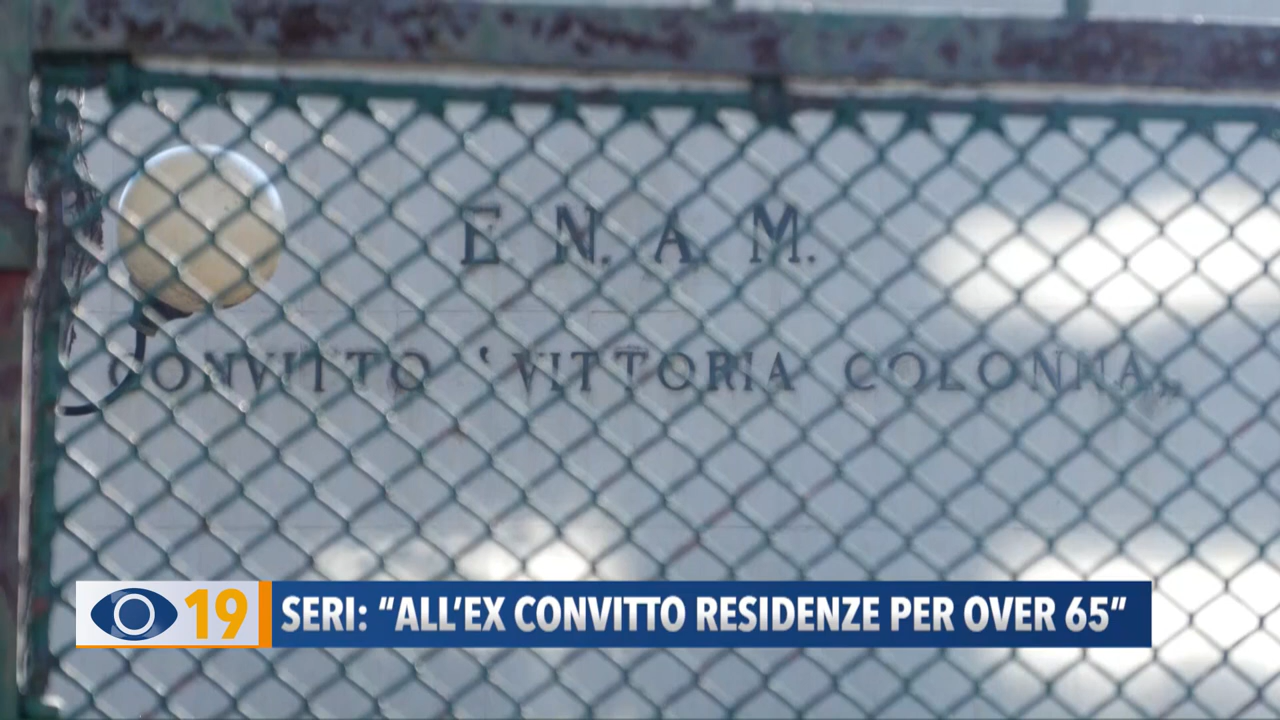 E. N. A. M.
CONVITTO "VITTORIA COLONNA„
19
SERI: “ALL’EX CONVITTO RESIDENZE PER OVER 65”